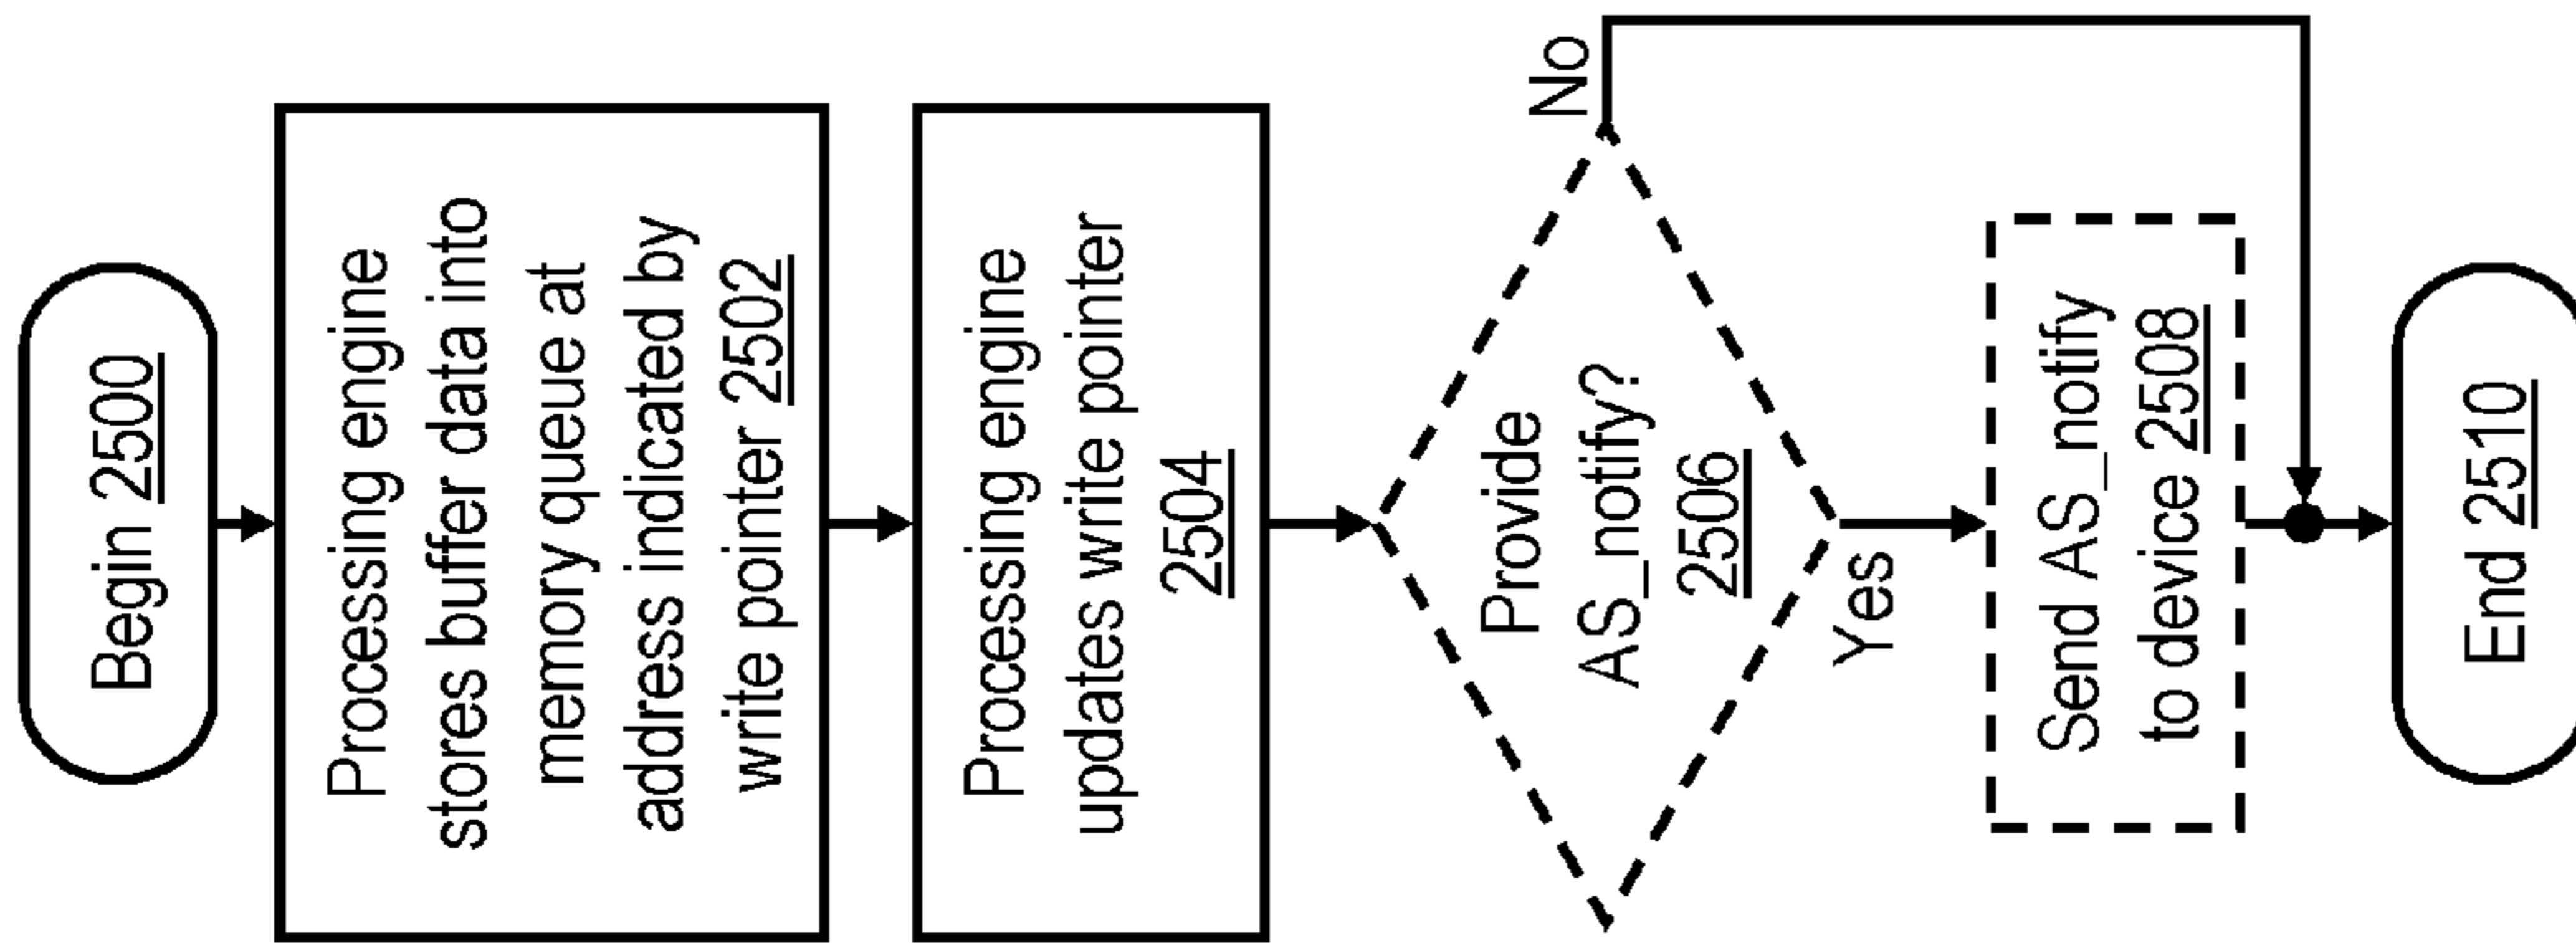 Begin 2500
Processing engine
stores buffer data into
memory queue at
address indicated by
write pointer 2502
Processing engine
updates write pointer
2504
Provide
AS_notify?
2506
No
Yes
Send AS_notify
to device 2508
End 2510